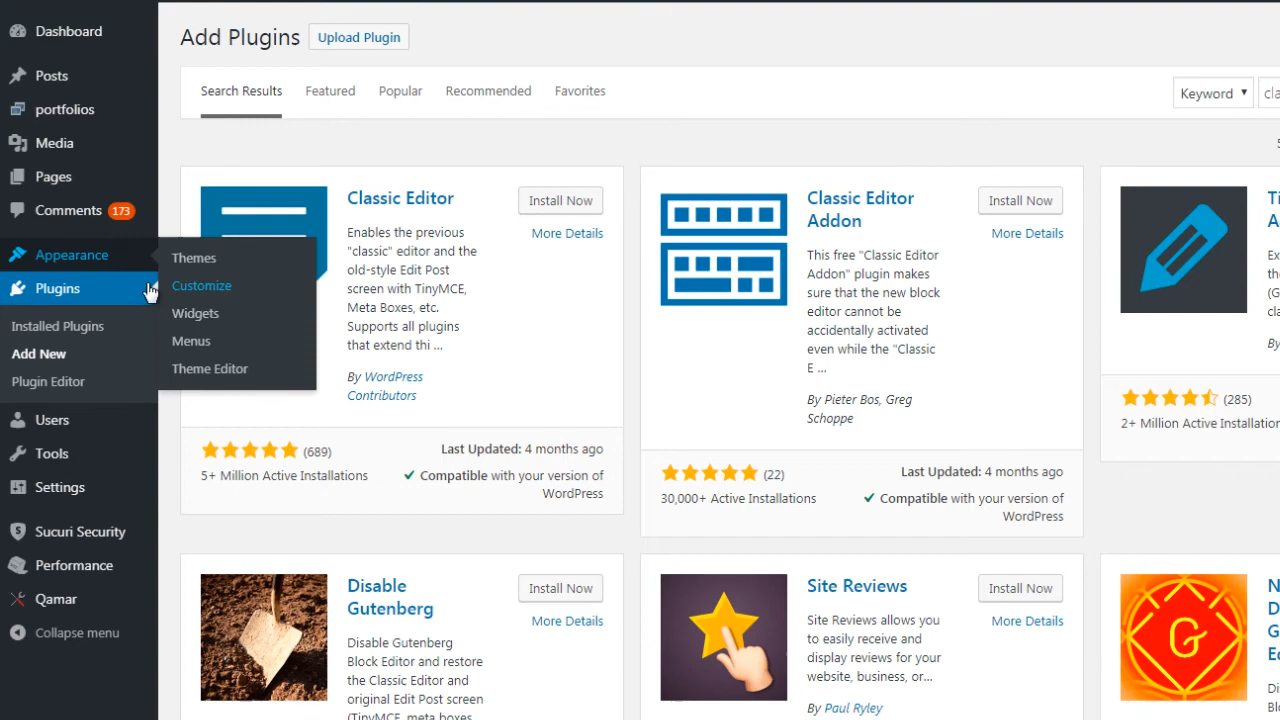 Dashboard
Posts
portfolios
Media
Pages
Comments 173
Appearance
Plugins
Installed Plugins
Add New
Plugin Editor
Users
Tools
Settings
Sucuri Security
Performance
Qamar
Collapse menu
Themes
Customize
Widgets
Menus
Theme Editor
Add Plugins Upload Plugin
Search Results Featured Popular Recommended Favorites
Keyword
Classic Editor
Install Now
More Details
Enables the previous
"classic" editor and the
old-style Edit Post
screen with TinyMCE,
Meta Boxes, etc.
Supports all plugins
that extend thi ...
By WordPress
Contributors
(689)
5+ Million Active Installations
Last Updated: 4 months ago
Compatible with your version of
WordPress
Classic Editor
Addon
Install Now
More Details
This free "Classic Editor
Addon" plugin makes
sure that the new block
editor cannot be
accidentally activated
even while the "Classic
E ...
By Pieter Bos, Greg
Schoppe
(22)
30,000+ Active Installations
Last Updated: 4 months ago
Compatible with your version of
WordPress
By
(285)
2+ Million Active Installation
Disable
Gutenberg
Install Now
More Details
Disable Gutenberg
Block Editor and restore
the Classic Editor and
original Edit Post screen
(TinyMCE, meta boxes
Site Reviews
Install Now
More Details
Site Reviews allows you
to easily receive and
display reviews for your
website, business, or...
By Paul Ryley
G